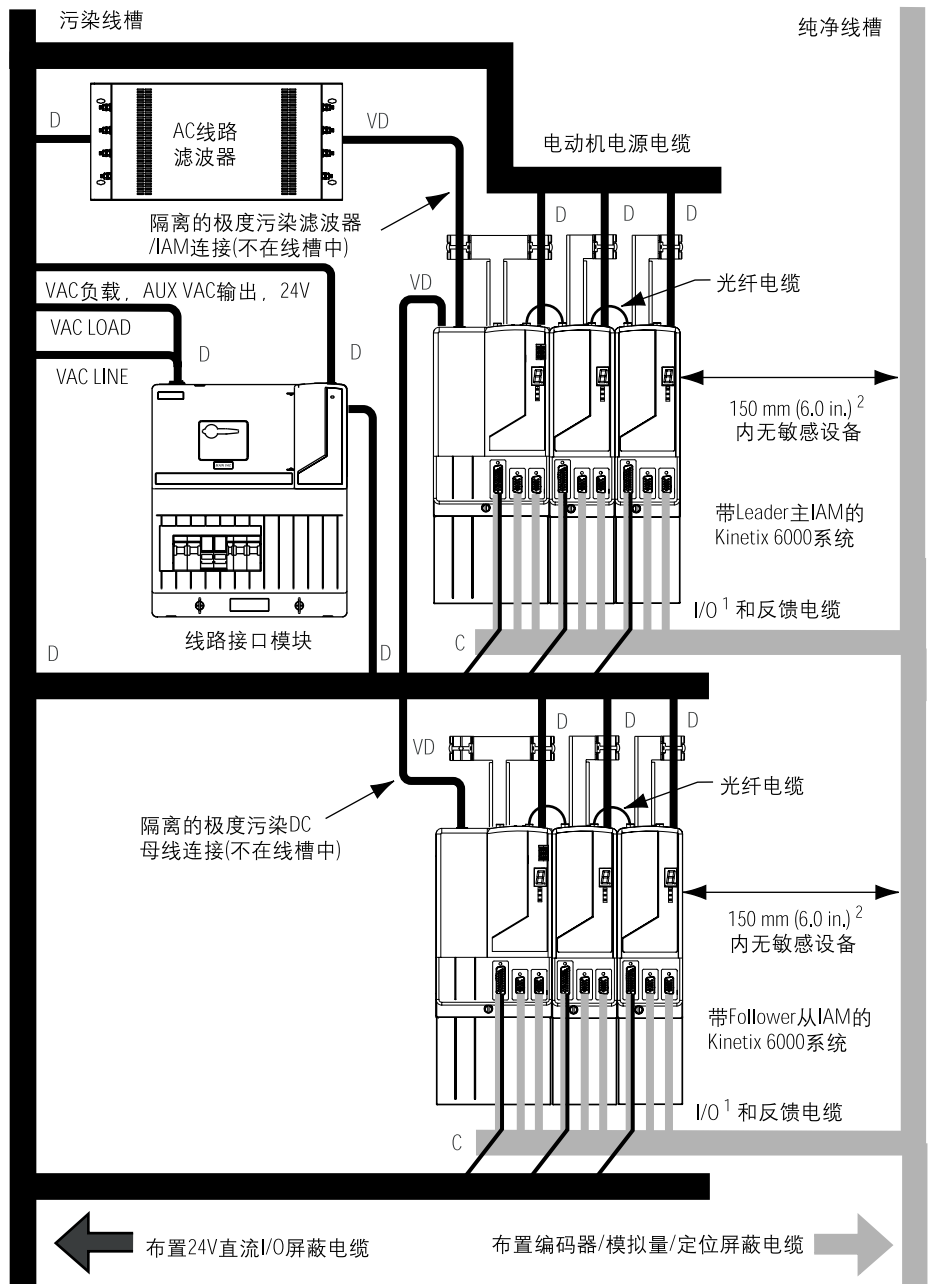 污染线槽
纯净线槽
D
AC线路
滤波器
VD
电动机电源电缆
D
D
D
隔离的极度污染滤波器
/IAM连接(不在线槽中)
VD
光纤电缆
VAC负载，AUX VAC输出，24V
VAC LOAD
D
D
VAC LINE
150 mm (6.0 in.) 2
内无敏感设备
带Leader主IAM的
Kinetix 6000系统
I/O 1 和反馈电缆
线路接口模块
C
D
D
D
D
D
VD
光纤电缆
隔离的极度污染DC
母线连接(不在线槽中)
150 mm (6.0 in.) 2
内无敏感设备
带Follower从IAM的
Kinetix 6000系统
I/O 1 和反馈电缆
C
布置24V直流I/O屏蔽电缆
布置编码器/模拟量/定位屏蔽电缆